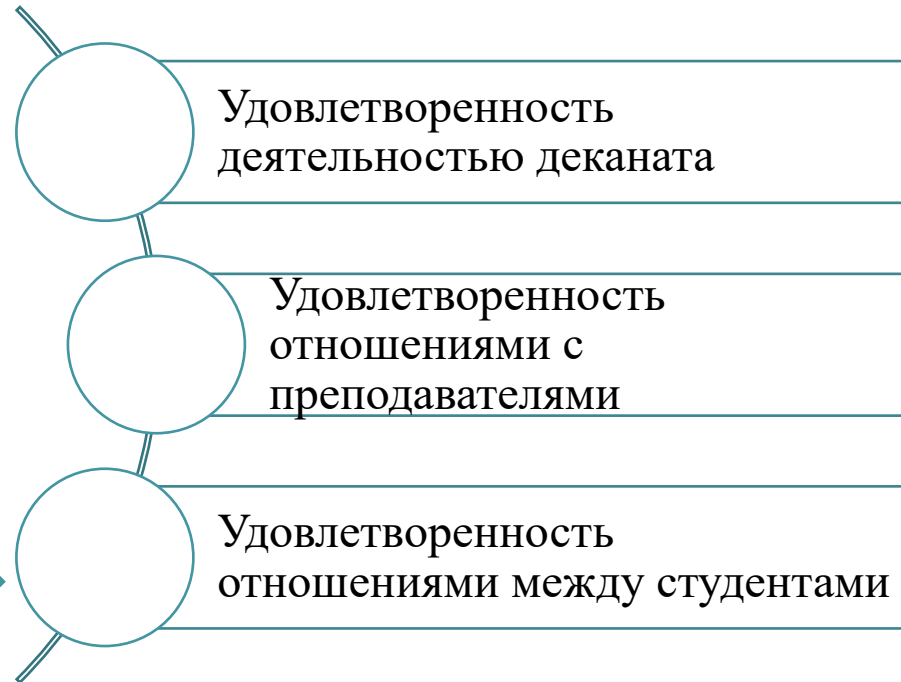 Удовлетворенность
деятельностью деканата
Удовлетворенность
отношениями с
преподавателями
Удовлетворенность
отношениями между студентами